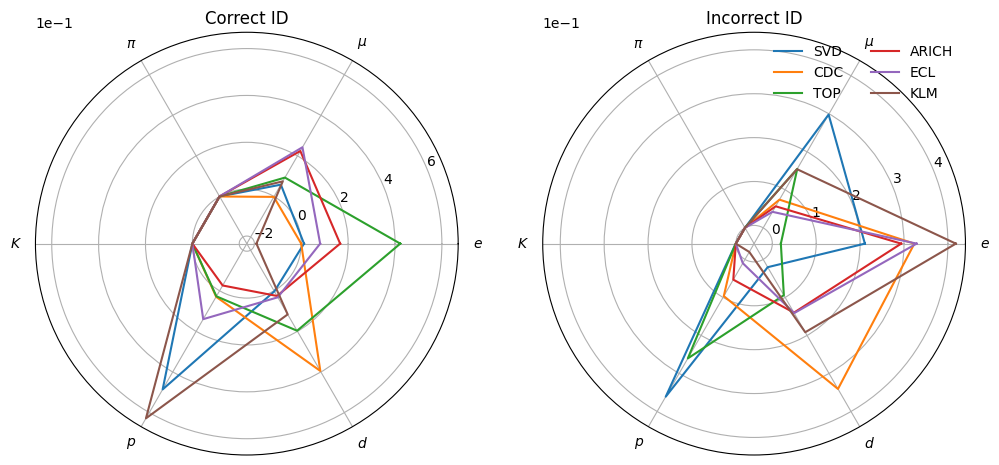 Correct ID
1e−1
e
μ
π
K
p
d
−2
0
2
4
6
Incorrect ID
1e−1
e
μ
π
K
p
d
0
1
2
3
4
SVD
CDC
TOP
ARICH
ECL
KLM